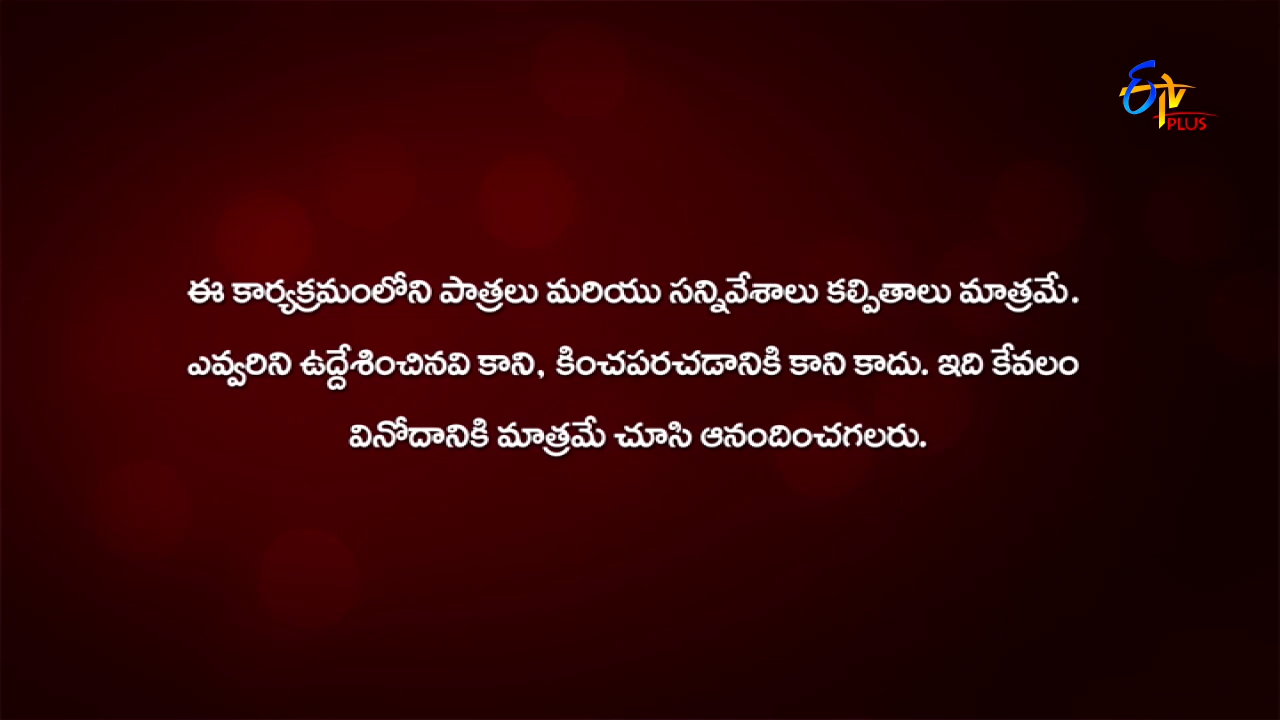 ETV
PLUS
ఈ కార్యక్రమంలోని పాత్రలు మరియు సన్నివేశాలు కల్పితాలు మాత్రమే.
ఎవ్వరిని ఉద్దేశించినవి కాని, కించపరచడానికి కాని కాదు. ఇది కేవలం
వినోదానికి మాత్రమే చూసి ఆనందించగలరు.